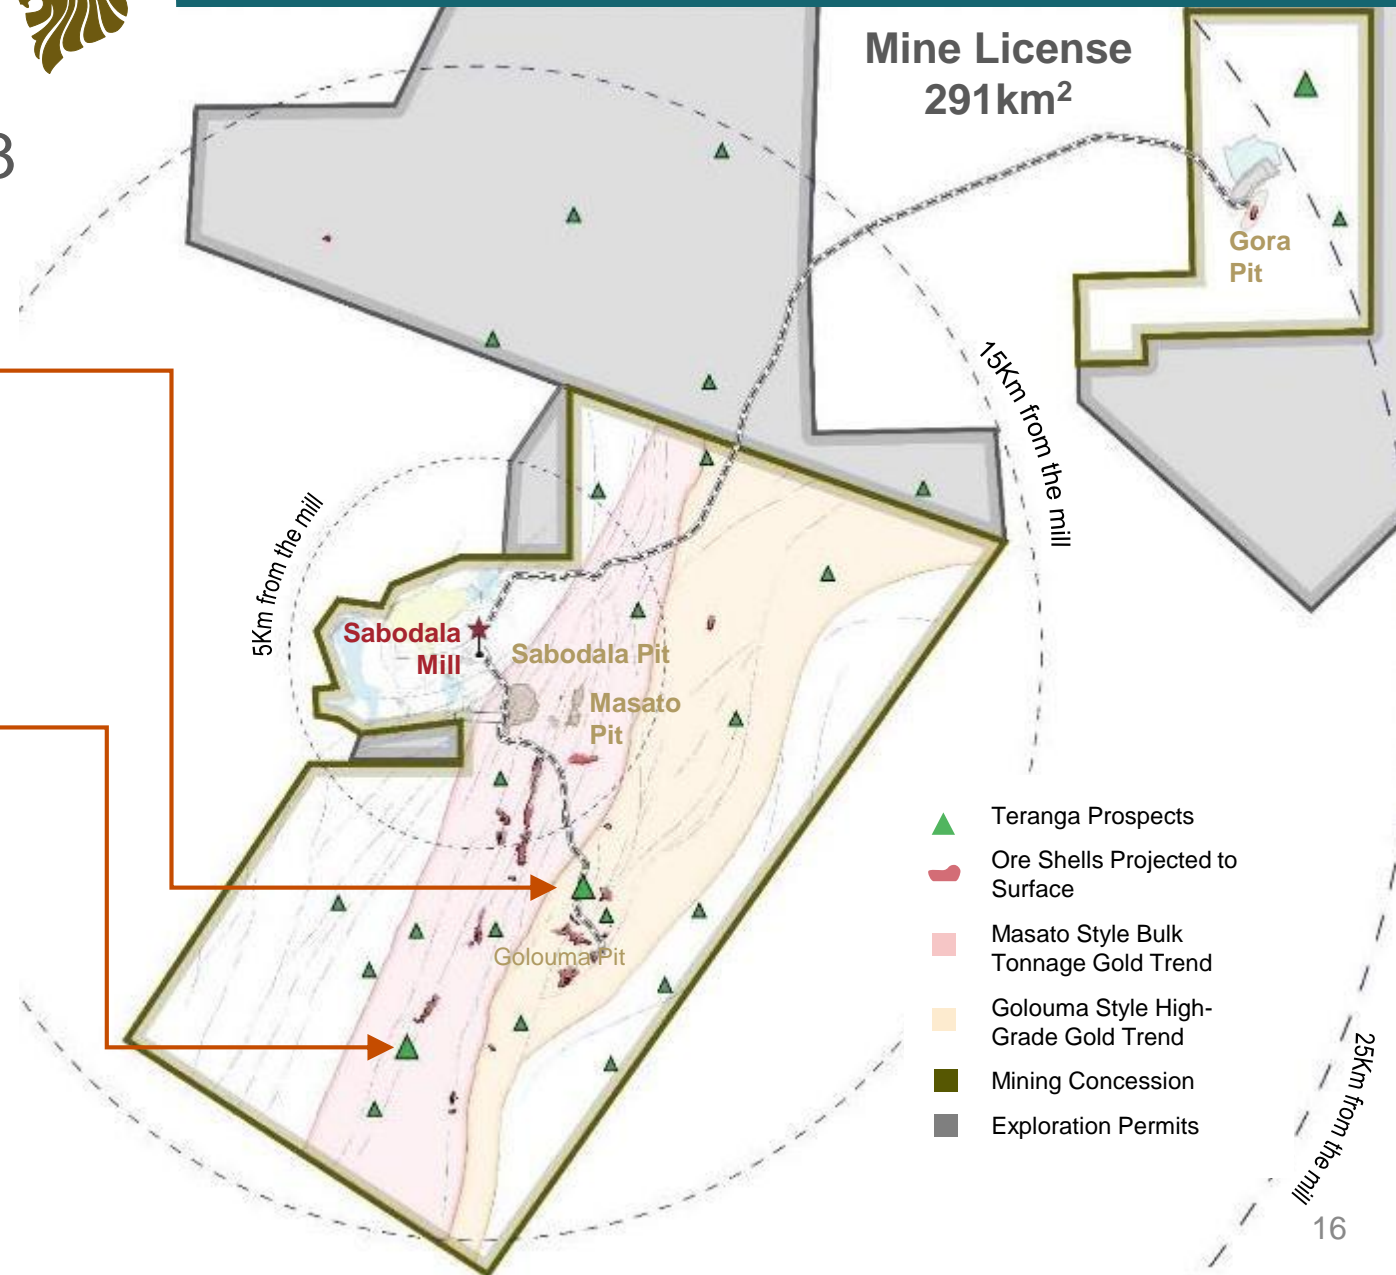 Mine License
291km²
3
Gora
Pit
15Km from the mill
5Km from the mill
Sabodala
Mill
Sabodala Pit
Masato
Pit
Golouma Pit
Teranga Prospects
Ore Shells Projected to
Surface
Masato Style Bulk
Tonnage Gold Trend
Golouma Style High-
Grade Gold Trend
Mining Concession
Exploration Permits
25Km from the mill
16